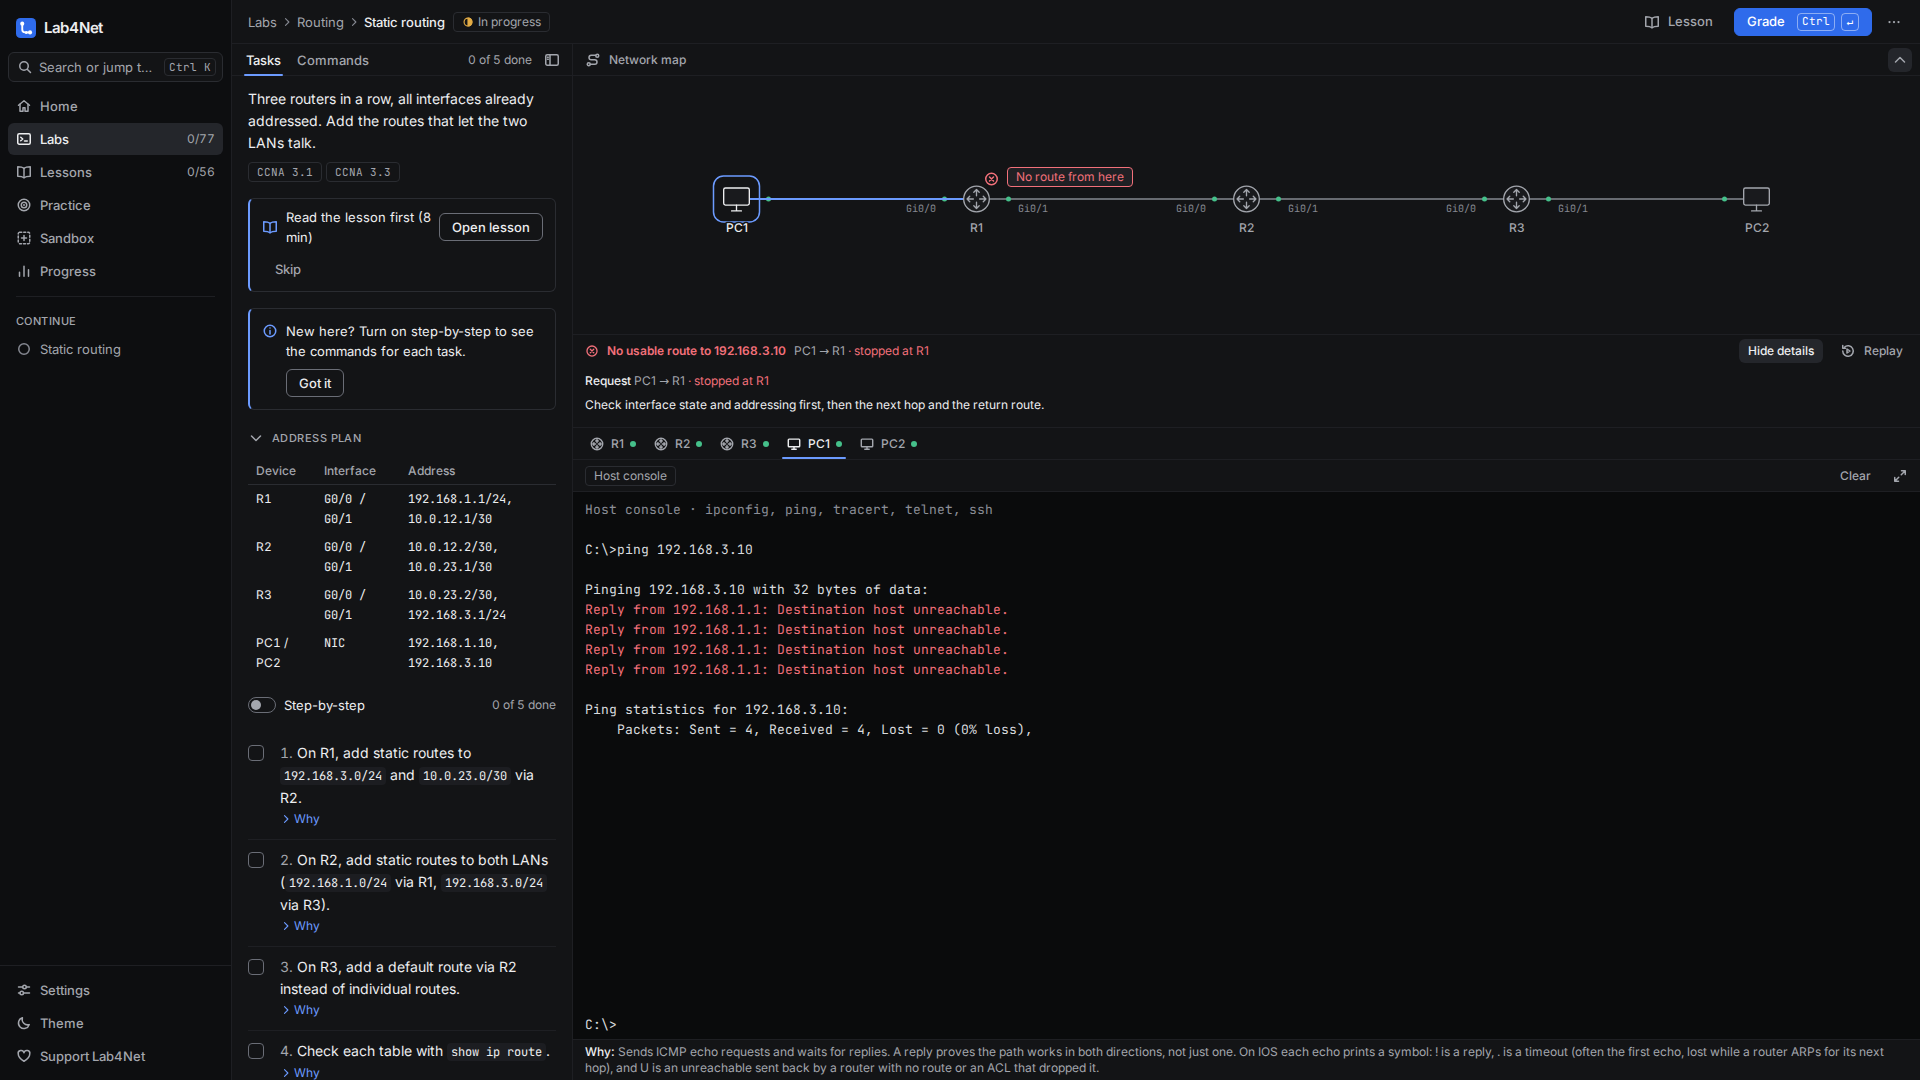 Lab4Net
Search or jump t... Ctrl K
Home
Labs 0/77
Lessons 0/56
Practice
Sandbox
Progress
CONTINUE
Static routing
Settings
Theme
Support Lab4Net
Labs > Routing > Static routing In progress
Lesson
Grade Ctrl ↵
Tasks Commands 0 of 5 done
Three routers in a row, all interfaces already
addressed. Add the routes that let the two
LANs talk.
CCNA 3.1 CCNA 3.3
Read the lesson first (8
min)
Open lesson
Skip
New here? Turn on step-by-step to see
the commands for each task.
Got it
ADDRESS PLAN
Device Interface Address
R1 G0/0 / 192.168.1.1/24,
G0/1 10.0.12.1/30
R2 G0/0 / 10.0.12.2/30,
G0/1 10.0.23.1/30
R3 G0/0 / 10.0.23.2/30,
G0/1 192.168.3.1/24
PC1 / NIC 192.168.1.10,
PC2 192.168.3.10
Step-by-step 0 of 5 done
1. On R1, add static routes to
192.168.3.0/24 and 10.0.23.0/30 via
R2.
> Why
2. On R2, add static routes to both LANs
(192.168.1.0/24 via R1, 192.168.3.0/24
via R3).
> Why
3. On R3, add a default route via R2
instead of individual routes.
> Why
4. Check each table with show ip route.
> Why
Network map
No route from here
Gi0/0 Gi0/1 Gi0/0 Gi0/1 Gi0/0 Gi0/1
PC1 R1 R2 R3 PC2
No usable route to 192.168.3.10 PC1 → R1 · stopped at R1
Hide details Replay
Request PC1 → R1 · stopped at R1
Check interface state and addressing first, then the next hop and the return route.
R1 R2 R3 PC1 PC2
Host console Clear
Host console · ipconfig, ping, tracert, telnet, ssh
C:\>ping 192.168.3.10
Pinging 192.168.3.10 with 32 bytes of data:
Reply from 192.168.1.1: Destination host unreachable.
Reply from 192.168.1.1: Destination host unreachable.
Reply from 192.168.1.1: Destination host unreachable.
Reply from 192.168.1.1: Destination host unreachable.
Ping statistics for 192.168.3.10:
Packets: Sent = 4, Received = 4, Lost = 0 (0% loss),
C:\>
Why: Sends ICMP echo requests and waits for replies. A reply proves the path works in both directions, not just one. On IOS each echo prints a symbol: ! is a reply, . is a timeout (often the first echo, lost while a router ARPs for its next
hop), and U is an unreachable sent back by a router with no route or an ACL that dropped it.